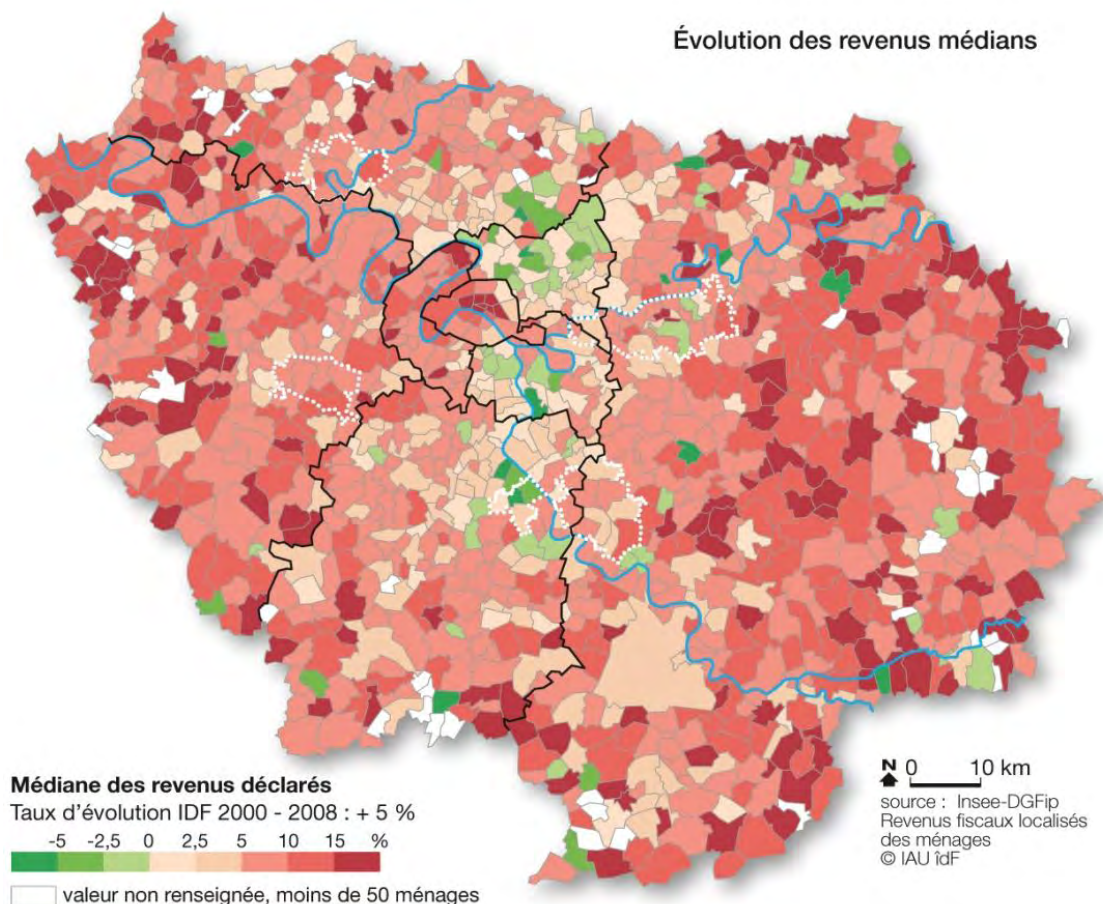 Évolution des revenus médians
Médiane des revenus déclarés
Taux d'évolution IDF 2000 - 2008 : + 5 %
-5 -2,5 0 2,5 5 10 15 %
valeur non renseignée, moins de 50 ménages
N 0 10 km
source : Insee-DGFip
Revenus fiscaux localisés
des ménages
© IAU îdF